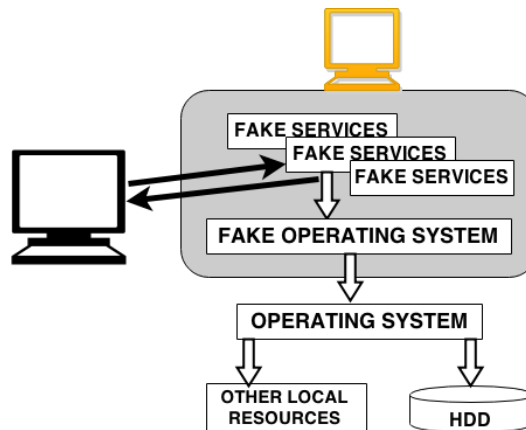 FAKE SERVICES
FAKE SERVICES
FAKE SERVICES
FAKE OPERATING SYSTEM
OPERATING SYSTEM
OTHER LOCAL
RESOURCES
HDD